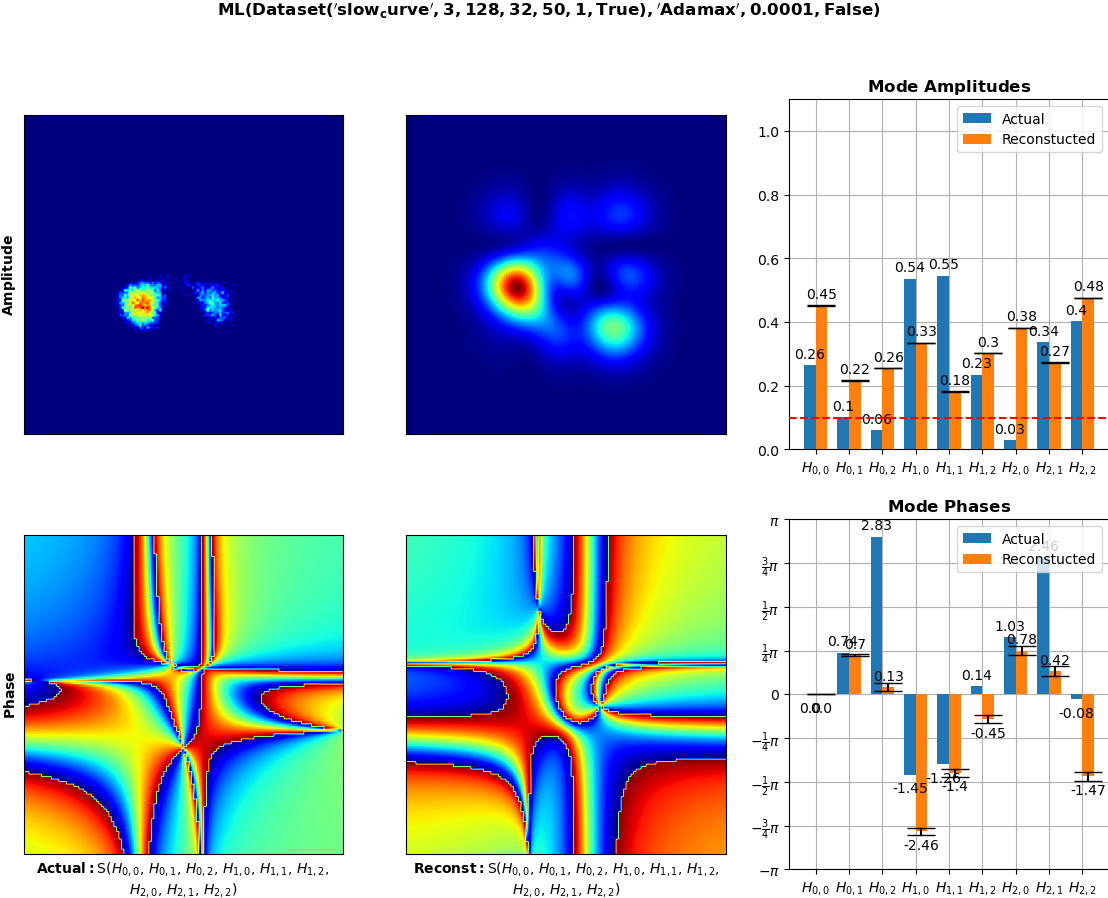 ML(Dataset('slow_curve', 3, 128, 32, 50, 1, True), 'Adamax', 0.0001, False)
Amplitude
Mode Amplitudes
Actual
Reconstucted
1.0
0.8
0.6
0.4
0.2
0.0
0.26
0.45
0.1
0.22
0.06
0.26
0.54
0.33
0.55
0.18
0.23
0.3
0.03
0.38
0.34
0.27
0.4
0.48
H0,0 H0,1 H0,2 H1,0 H1,1 H1,2 H2,0 H2,1 H2,2
Phase
Mode Phases
Actual
Reconstucted
π
3/4π
1/2π
1/4π
0
−1/4π
−1/2π
−3/4π
−π
0.0
0.0
0.74
0.7
2.83
0.13
-1.45
-2.46
-1.26
-1.4
0.14
-0.45
1.03
0.78
2.46
0.42
-0.08
-1.47
H0,0 H0,1 H0,2 H1,0 H1,1 H1,2 H2,0 H2,1 H2,2
Actual: S(H0,0, H0,1, H0,2, H1,0, H1,1, H1,2,
H2,0, H2,1, H2,2)
Reconst: S(H0,0, H0,1, H0,2, H1,0, H1,1, H1,2,
H2,0, H2,1, H2,2)